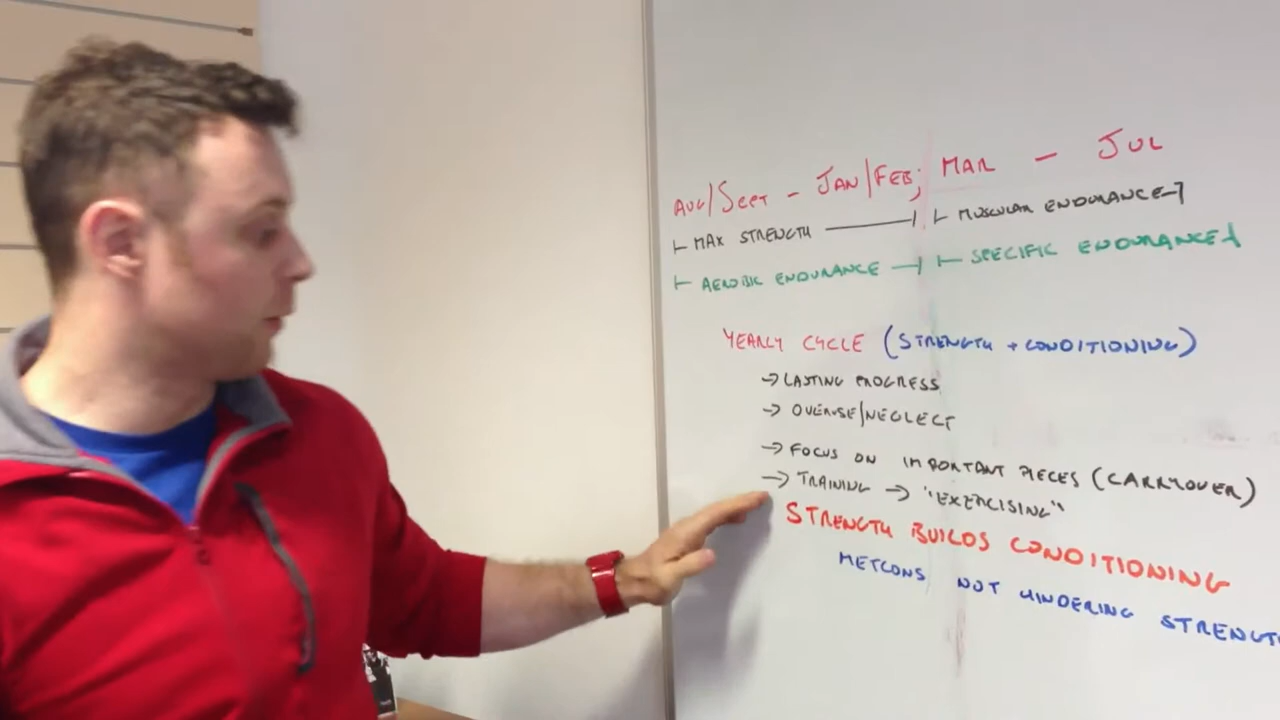 AUG/SEPT - JAN/FEB; MAR - JUL
MAX STRENGTH MUSCULAR ENDURANCE
AEROBIC ENDURANCE SPECIFIC ENDURANCE
YEARLY CYCLE (STRENGTH + CONDITIONING)
→ LASTING PROGRESS
→ OVERUSE/NEGLECT
→ FOCUS ON IMPORTANT PIECES (CARRYOVER)
→ TRAINING → "EXERCISING"
STRENGTH BUILDS CONDITIONING
METCONS NOT HINDERING STRENGTH